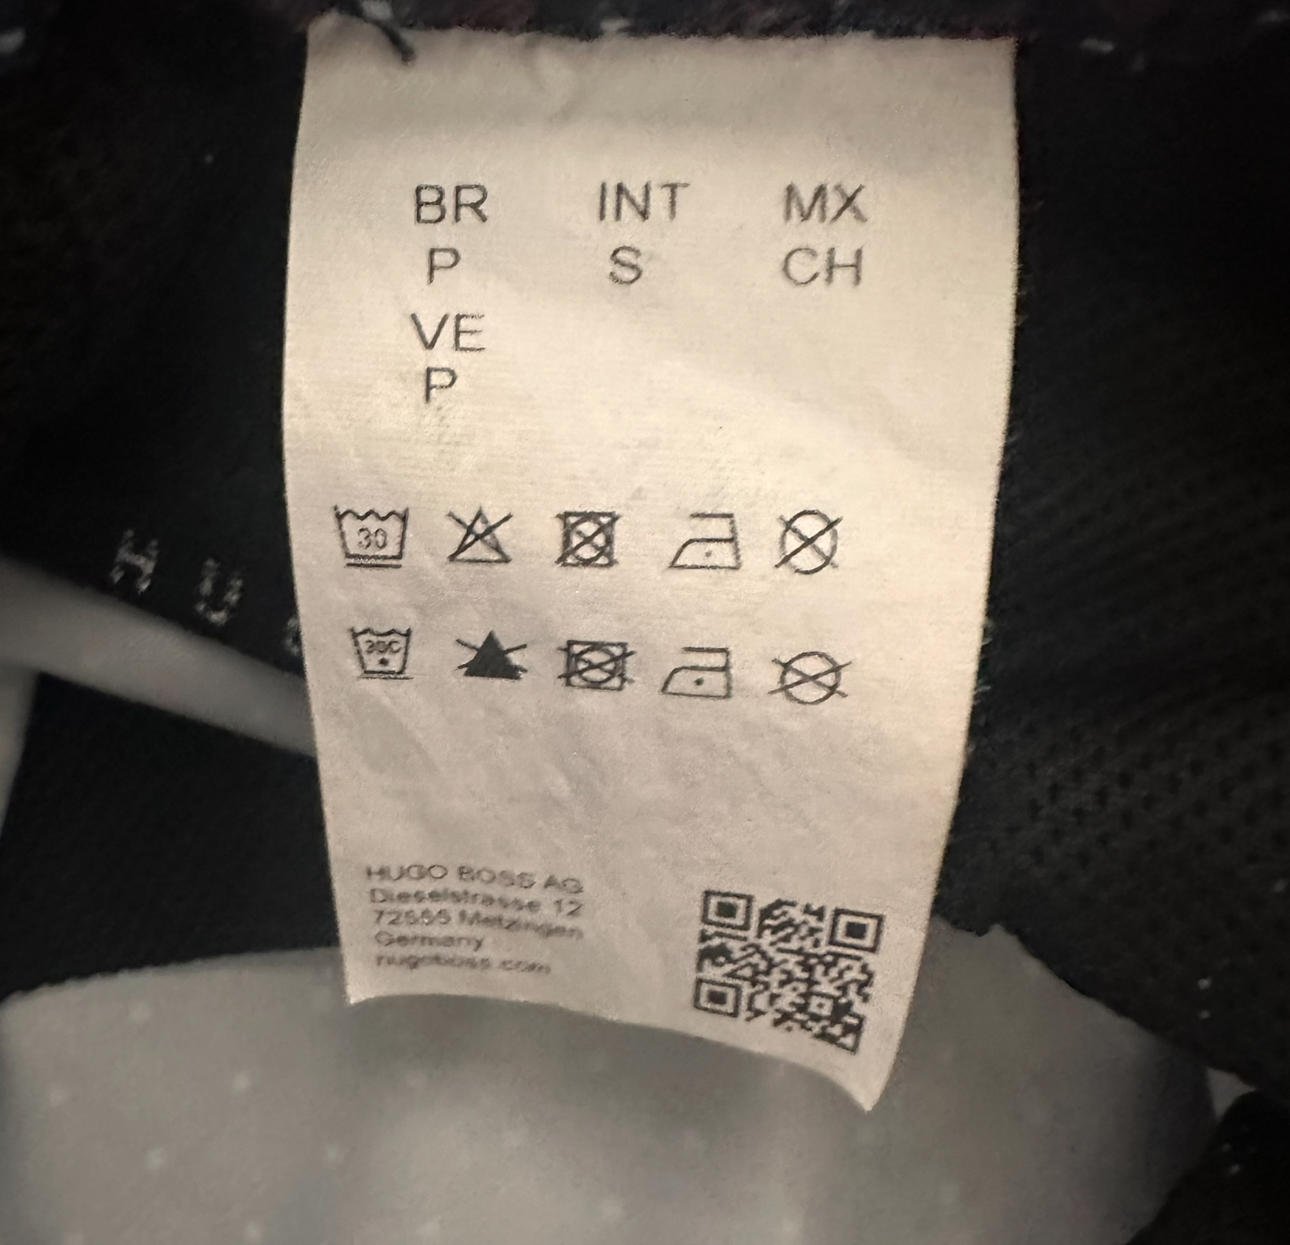 BR INT MX
P S CH
VE
P
30
30C
H U
HUGO BOSS AG
Dieselstrasse 12
72555 Metzingen
Germany
hugoboss.com